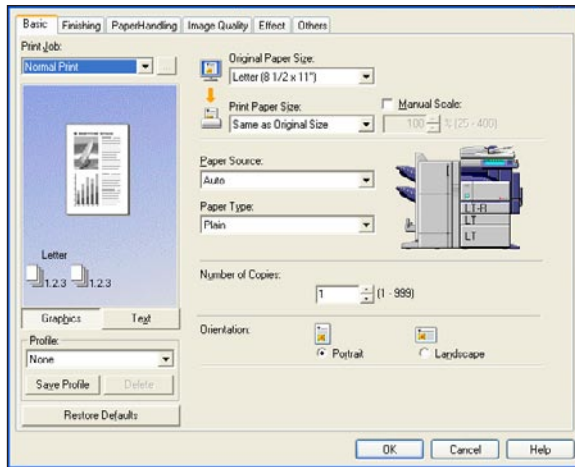 Basic Finishing PaperHandling Image Quality Effect Others
Print Job:
Normal Print
Original Paper Size:
Letter (8 1/2 x 11")
Print Paper Size:
Same as Original Size
Manual Scale:
100 % (25 - 400)
Paper Source:
Auto
Paper Type:
Plain
LT-R
LT
LT
Letter
1.2.3 1.2.3
Number of Copies:
1 (1 - 999)
Graphics Text
Orientation:
Portrait Landscape
Profile:
None
Save Profile Delete
Restore Defaults
OK Cancel Help